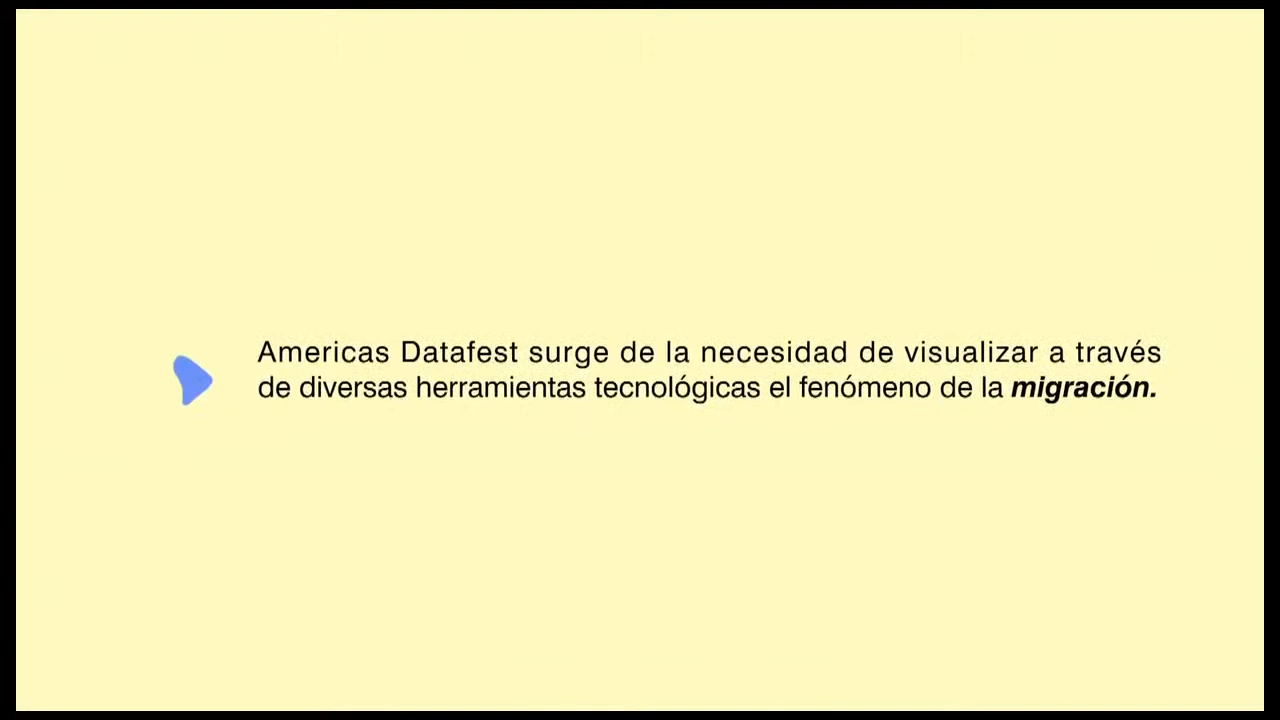 Americas Datafest surge de la necesidad de visualizar a través
de diversas herramientas tecnológicas el fenómeno de la migración.